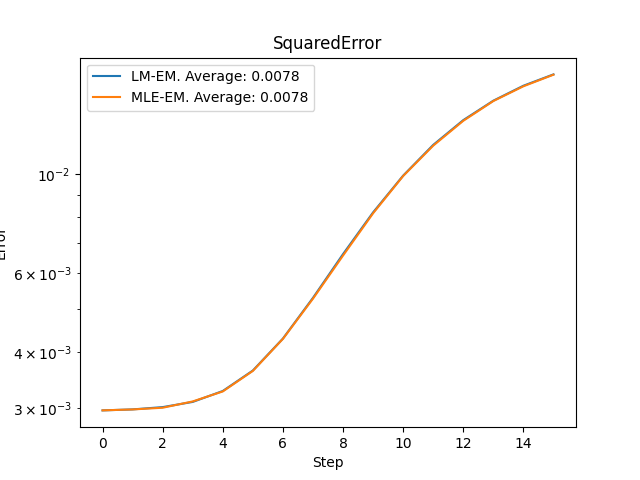 SquaredError
LM-EM. Average: 0.0078
MLE-EM. Average: 0.0078
Error
10⁻²
6 × 10⁻³
4 × 10⁻³
3 × 10⁻³
0 2 4 6 8 10 12 14
Step